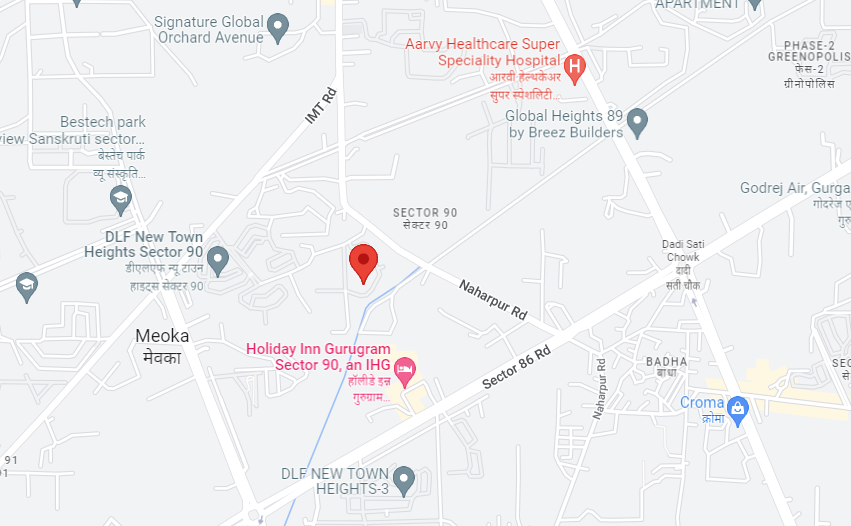 APARTMENT
Signature Global
Orchard Avenue
Aarvy Healthcare Super
Speciality Hospital
आरवी हेल्थकेअर
सुपर स्पेशलिटी...
PHASE-2
GREENOPOLIS
फेस-2
ग्रीनोपोलिस
IMT Rd
Global Heights 89
by Breez Builders
Bestech park
view Sanskruti sector...
बेस्टेच पार्क
व्यू संस्कृति...
Godrej Air, Gurga
गोदरेज ए
गुरु
SECTOR 90
सेक्टर 90
DLF New Town
Heights Sector 90
डीएलएफ न्यू टाउन
हाइट्स सेक्टर 90
Dadi Sati
Chowk
दादी
सती चौक
Naharpur Rd
Meoka
मेवका
Holiday Inn Gurugram
Sector 90, an IHG
हॉलीडे इन्न
गुरुग्राम...
Sector 86 Rd
Naharpur Rd
BADHA
बाधा
SEC
से
Croma
क्रोमा
91
91
DLF NEW TOWN
HEIGHTS-3